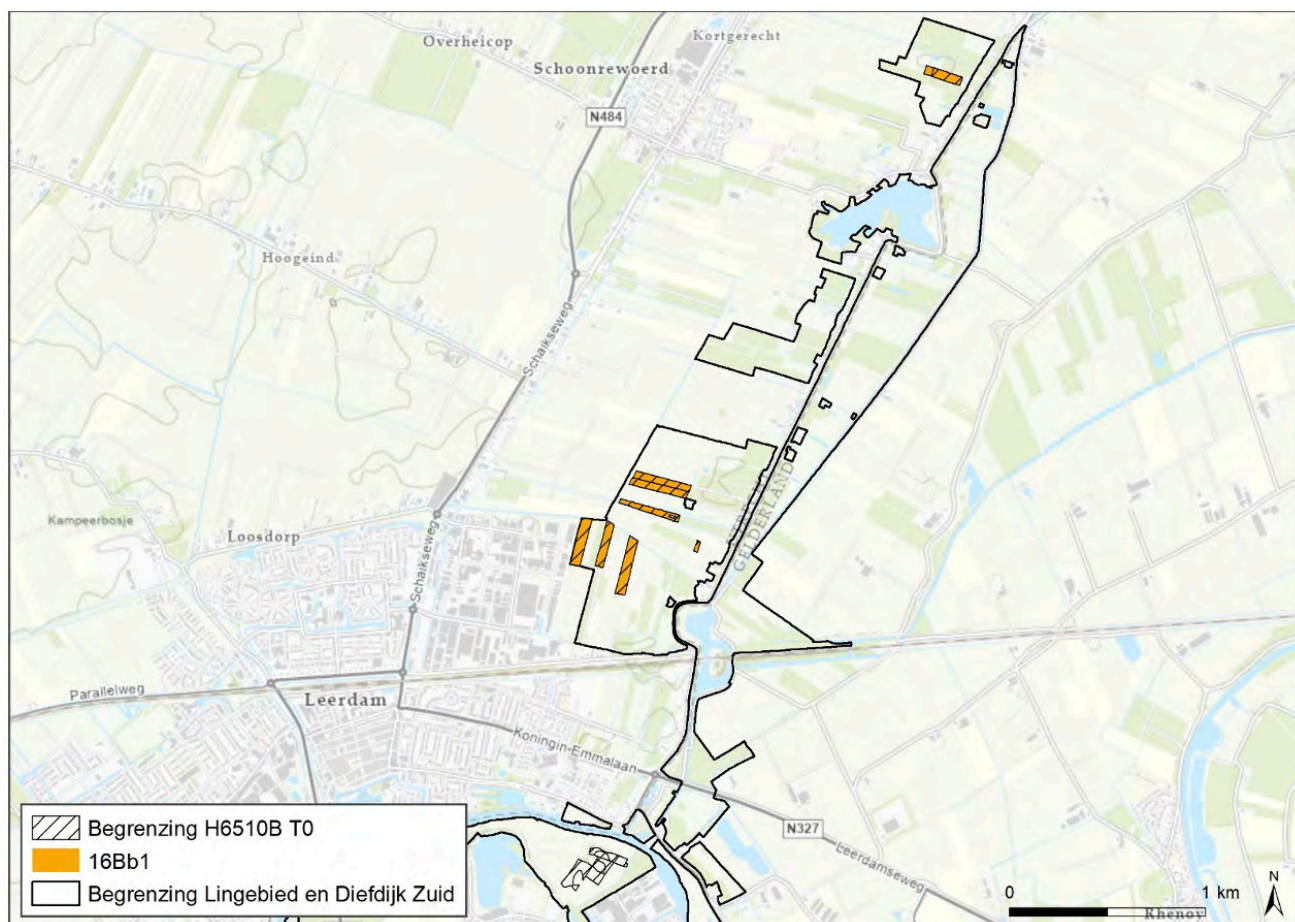 Overheicop
Kortgerecht
Schoonrewoerd
N484
Hoogeind
Schaikseweg
GELDERLAND
Kampeerbosje
Loosdorp
Schaikseweg
Parallelweg
Leerdam
Koningin-Emmalaan
N327
Leerdamseweg
Rhenoy
Begrenzing H6510B T0
16Bb1
Begrenzing Lingebied en Diefdijk Zuid
0 1 km
N